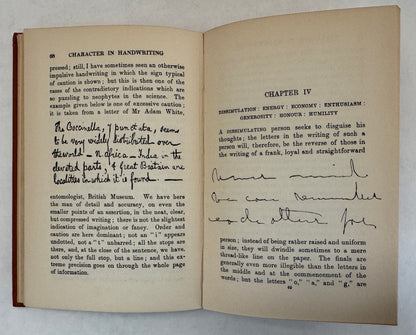 68 CHARACTER IN HANDWRITING
pressed; still, I have sometimes seen an otherwise
impulsive handwriting in which the sign typical
of caution is shown; but this is then one of the
cases of the contradictory indications which are
so puzzling to neophytes in the science. The
example given below is one of excessive caution;
it is taken from a letter of Mr Adam White,
The Coccinella, 7 punctata, seems
to be very widely distributed over
the world – N. Africa – India in the
elevated parts, & Great Britain are
localities in which it is found —
entomologist, British Museum. We have here
the man of detail and accuracy, on even the
smaller points of assertion, in the neat, clear,
but compressed writing; there is not the slightest
indication of imagination or fancy. Order and
caution are here dominant; not an "i" appears
undotted, not a "t" unbarred; all the stops are
there, at, at the close of the sentence, we have,
not only the full stop, but a line; and this ex-
treme precision goes on through the whole page
of information.
CHAPTER IV
DISSIMULATION : ENERGY : ECONOMY : ENTHUSIASM :
GENEROSITY : HONOUR : HUMILITY
A DISSIMULATING person seeks to disguise his
thoughts; the letters in the writing of such a
person will, therefore, be the reverse of those in
the writing of a frank, loyal and straightforward
we can
each other for
person; instead of being rather raised and uniform
in size, they will dwindle sometimes to a mere
thread-like line on the paper. The finals are
generally even more illegible than the letters in
the middle and at the commencement of the
words; but the letters "o," "a," and "g," are
69